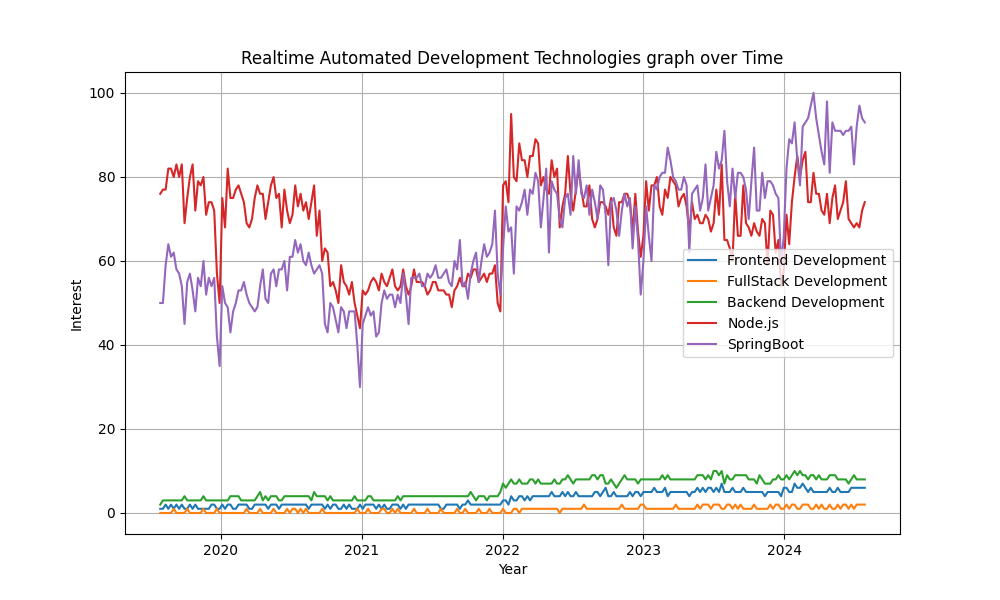 Realtime Automated Development Technologies graph over Time
100
80
60
40
20
0
Interest
2020 2021 2022 2023 2024
Year
Frontend Development
FullStack Development
Backend Development
Node.js
SpringBoot